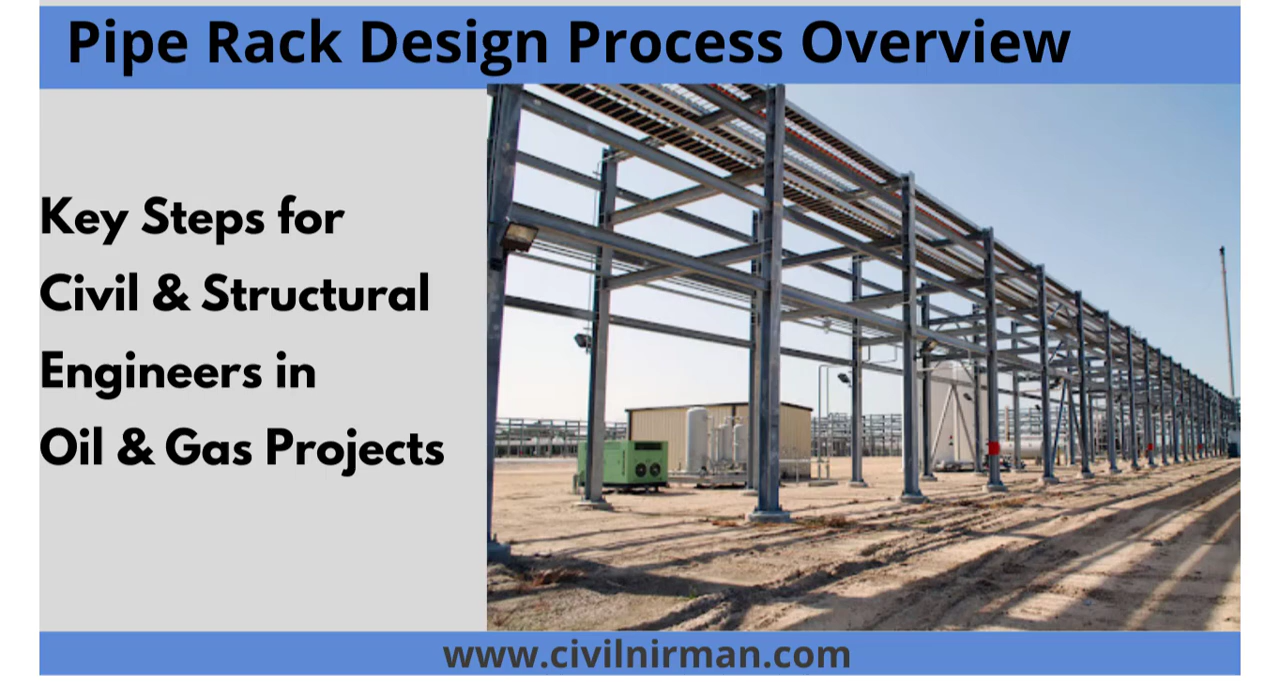 Pipe Rack Design Process Overview
Key Steps for
Civil & Structural
Engineers in
Oil & Gas Projects
www.civilnirman.com